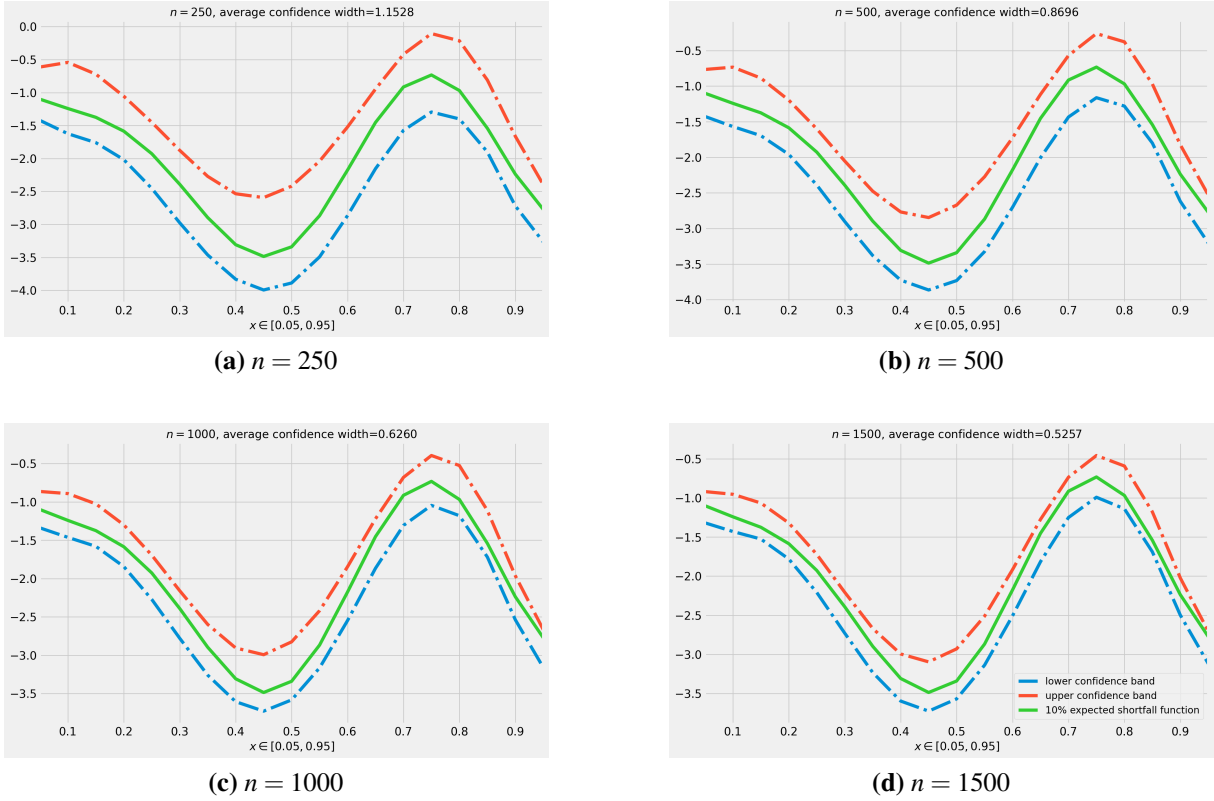 n = 250, average confidence width=1.1528
0.0
−0.5
−1.0
−1.5
−2.0
−2.5
−3.0
−3.5
−4.0
0.1 0.2 0.3 0.4 0.5 0.6 0.7 0.8 0.9
x ∈ [0.05, 0.95]
(a) n = 250
n = 500, average confidence width=0.8696
−0.5
−1.0
−1.5
−2.0
−2.5
−3.0
−3.5
−4.0
0.1 0.2 0.3 0.4 0.5 0.6 0.7 0.8 0.9
x ∈ [0.05, 0.95]
(b) n = 500
n = 1000, average confidence width=0.6260
−0.5
−1.0
−1.5
−2.0
−2.5
−3.0
−3.5
0.1 0.2 0.3 0.4 0.5 0.6 0.7 0.8 0.9
x ∈ [0.05, 0.95]
(c) n = 1000
n = 1500, average confidence width=0.5257
−0.5
−1.0
−1.5
−2.0
−2.5
−3.0
−3.5
lower confidence band
upper confidence band
10% expected shortfall function
0.1 0.2 0.3 0.4 0.5 0.6 0.7 0.8 0.9
x ∈ [0.05, 0.95]
(d) n = 1500